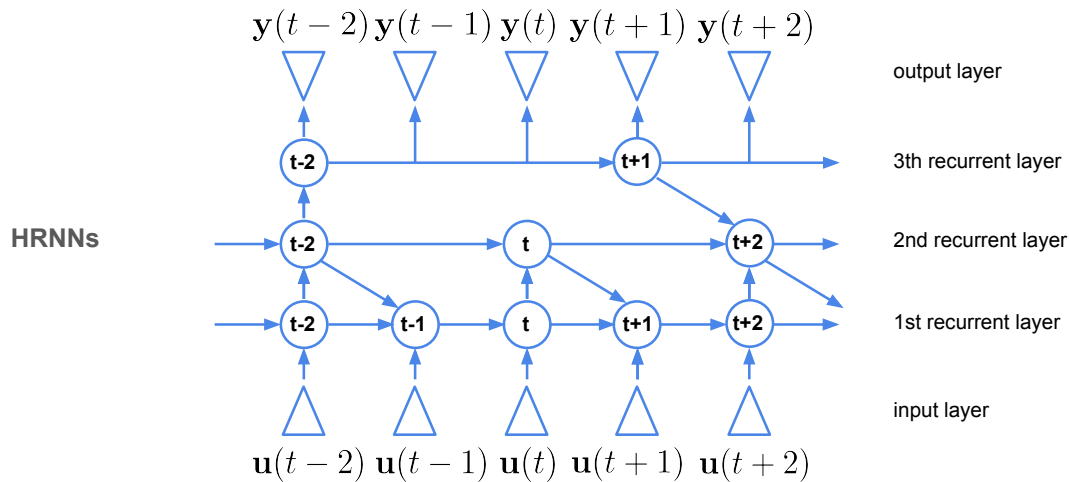 y(t − 2) y(t − 1) y(t) y(t + 1) y(t + 2)
output layer
t-2 t+1 3th recurrent layer
HRNNs
t-2 t t+2 2nd recurrent layer
t-2 t-1 t t+1 t+2 1st recurrent layer
input layer
u(t − 2) u(t − 1) u(t) u(t + 1) u(t + 2)